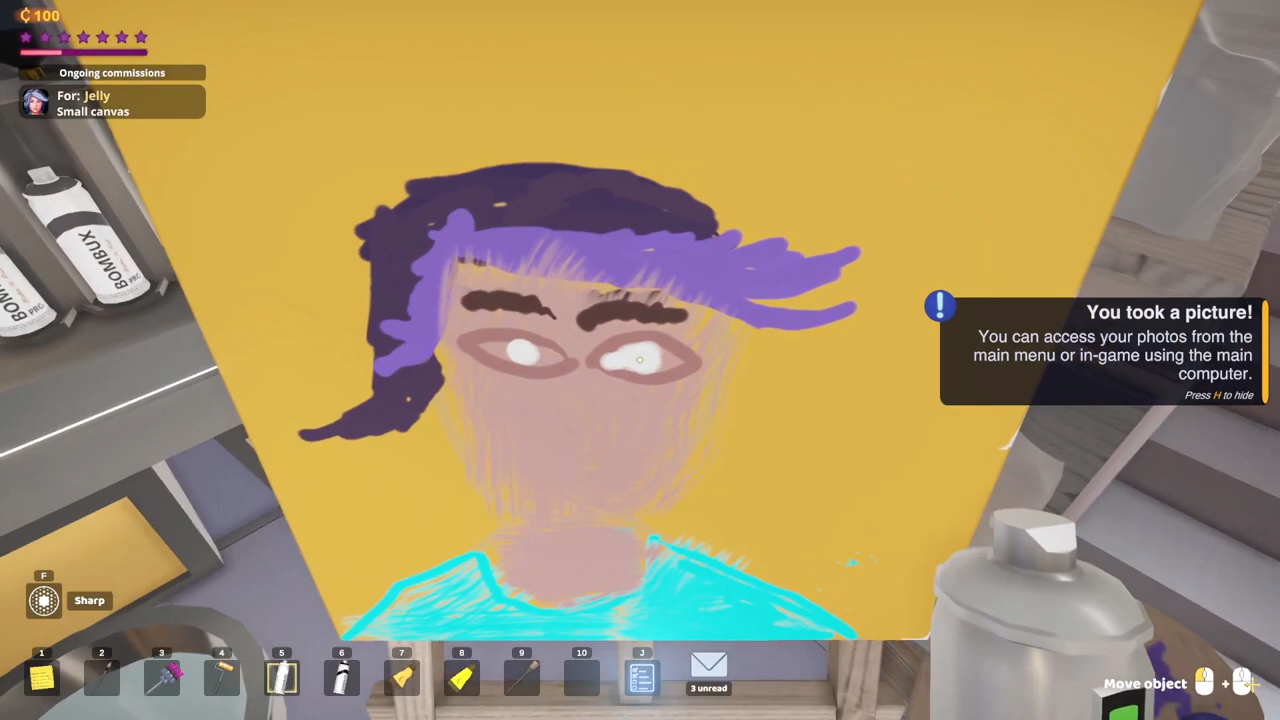 ₵ 100
Ongoing commissions
For: Jelly
Small canvas
BOMBUX
PRO
BOMBUX
PRO
You took a picture!
You can access your photos from the
main menu or in-game using the main
computer.
Press H to hide
F
Sharp
1
2
3
4
5
6
7
8
9
10
J
3 unread
Move object
+